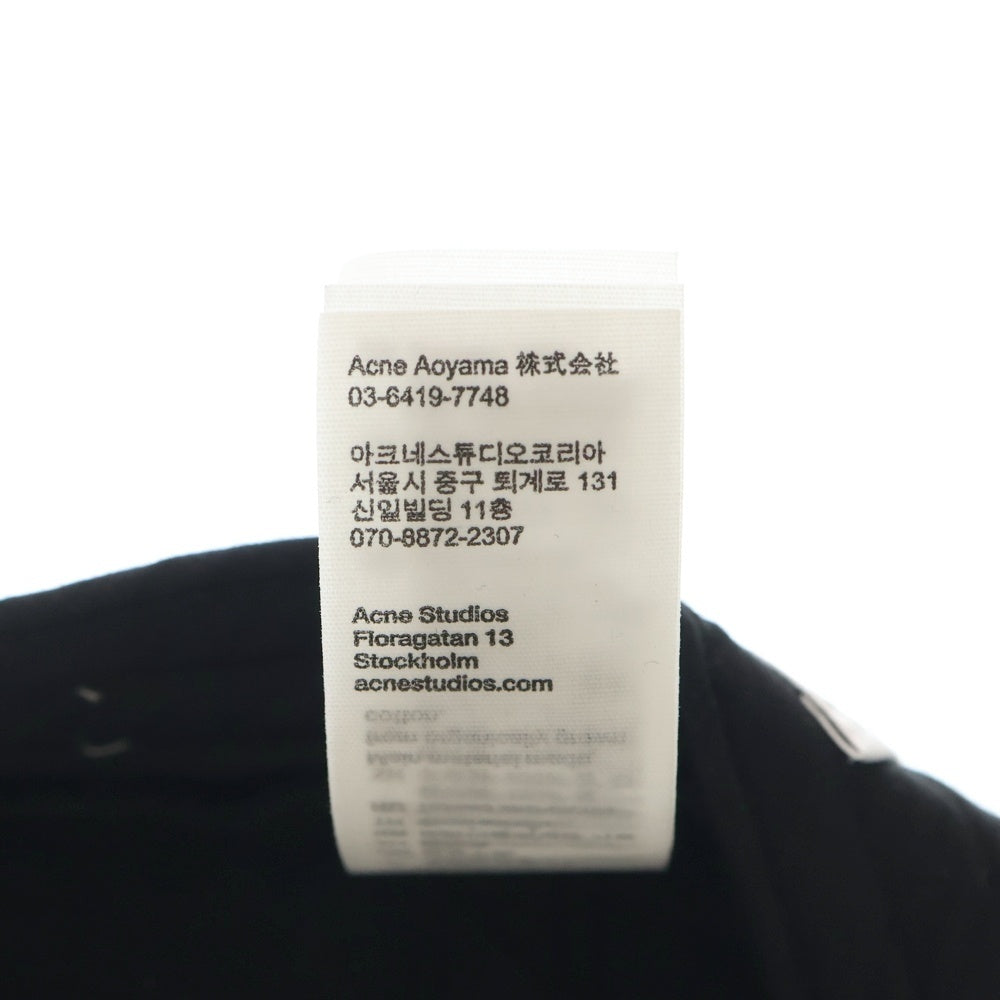 Acne Aoyama 株式会社
03-6419-7748
아크네스튜디오코리아
서울시 중구 퇴계로 131
신일빌딩 11층
070-8872-2307
Acne Studios
Floragatan 13
Stockholm
acnestudios.com